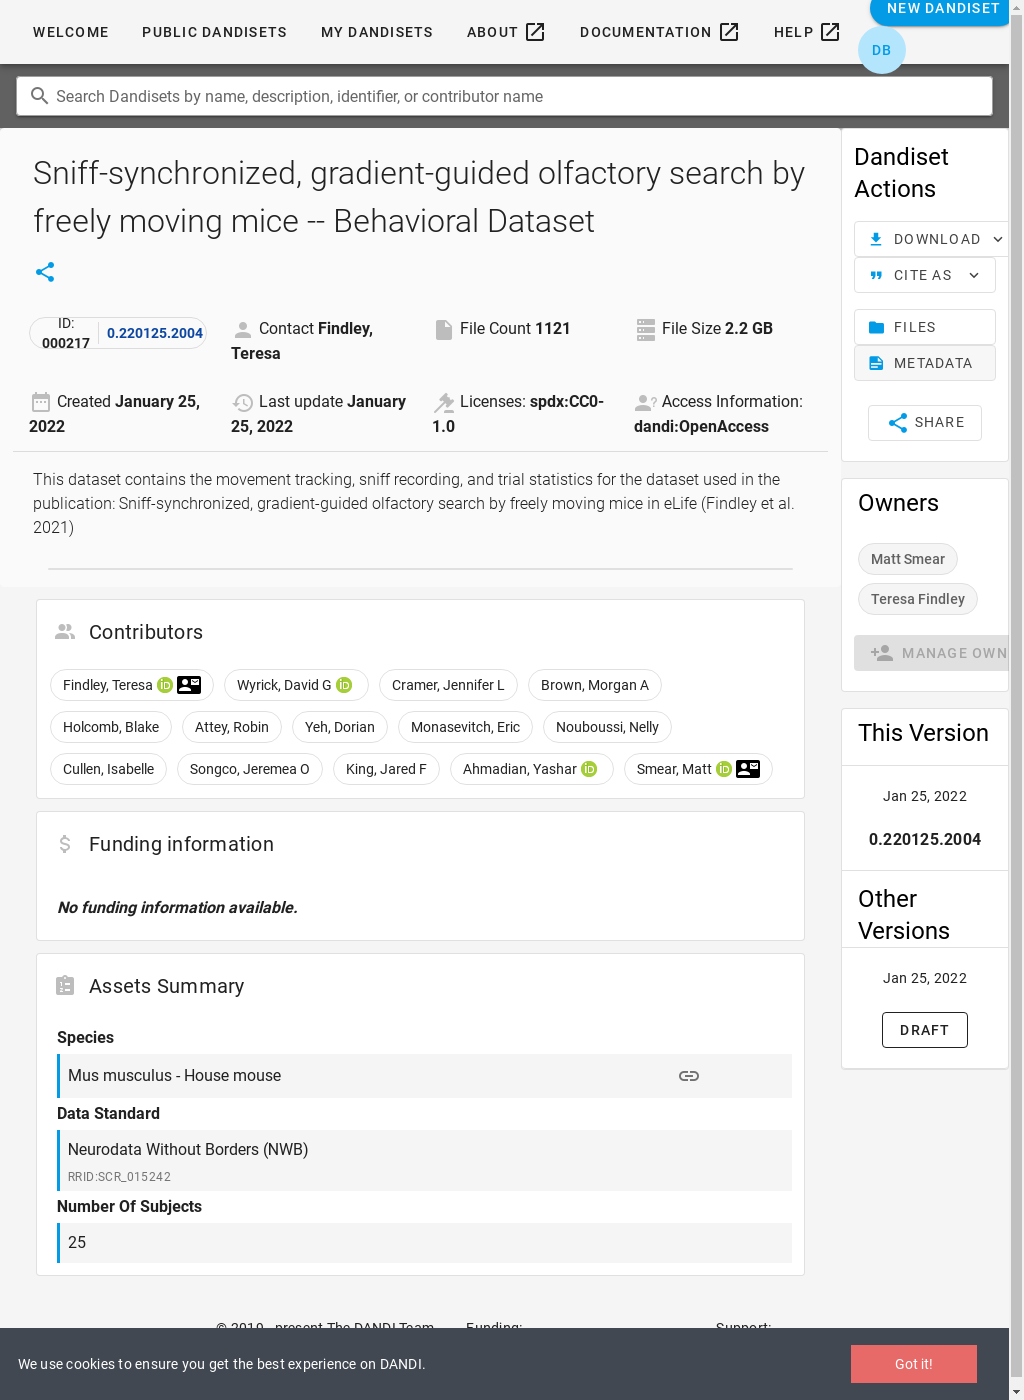 WELCOME
PUBLIC DANDISETS
MY DANDISETS
ABOUT
DOCUMENTATION
HELP
NEW DANDISET
DB
Search Dandisets by name, description, identifier, or contributor name
Sniff-synchronized, gradient-guided olfactory search by
freely moving mice -- Behavioral Dataset
ID:
000217
0.220125.2004
Contact Findley,
Teresa
File Count 1121
File Size 2.2 GB
Created January 25,
2022
Last update January
25, 2022
Licenses: spdx:CC0-
1.0
Access Information:
dandi:OpenAccess
This dataset contains the movement tracking, sniff recording, and trial statistics for the dataset used in the
publication: Sniff-synchronized, gradient-guided olfactory search by freely moving mice in eLife (Findley et al.
2021)
Contributors
Findley, Teresa
Wyrick, David G
Cramer, Jennifer L
Brown, Morgan A
Holcomb, Blake
Attey, Robin
Yeh, Dorian
Monasevitch, Eric
Nouboussi, Nelly
Cullen, Isabelle
Songco, Jeremea O
King, Jared F
Ahmadian, Yashar
Smear, Matt
Funding information
No funding information available.
Assets Summary
Species
Mus musculus - House mouse
Data Standard
Neurodata Without Borders (NWB)
RRID:SCR_015242
Number Of Subjects
25
Dandiset
Actions
DOWNLOAD
CITE AS
FILES
METADATA
SHARE
Owners
Matt Smear
Teresa Findley
MANAGE OWN
This Version
Jan 25, 2022
0.220125.2004
Other
Versions
Jan 25, 2022
DRAFT
© 2019 - present The DANDI Team
Funding:
Support:
We use cookies to ensure you get the best experience on DANDI.
Got it!